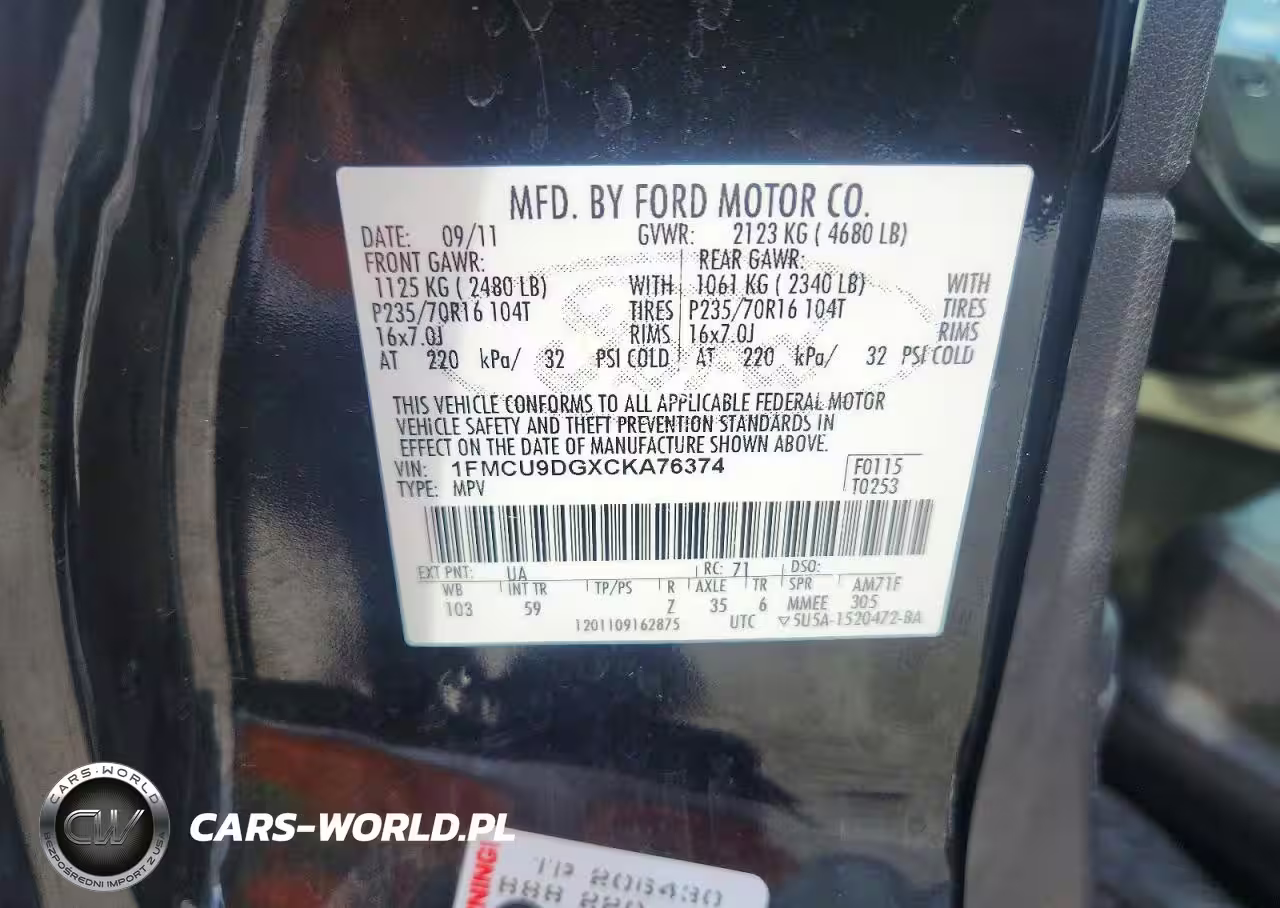 MFD. BY FORD MOTOR CO.
DATE: 09/11 GVWR: 2123 KG ( 4680 LB)
FRONT GAWR: REAR GAWR:
1125 KG ( 2480 LB) WITH 1061 KG ( 2340 LB) WITH
P235/70R16 104T TIRES P235/70R16 104T TIRES
16x7.0J RIMS 16x7.0J RIMS
AT 220 kPa/ 32 PSI COLD AT 220 kPa/ 32 PSI COLD
THIS VEHICLE CONFORMS TO ALL APPLICABLE FEDERAL MOTOR
VEHICLE SAFETY AND THEFT PREVENTION STANDARDS IN
EFFECT ON THE DATE OF MANUFACTURE SHOWN ABOVE.
VIN: 1FMCU9DGXCKA76374 F0115
TYPE: MPV T0253
EXT PNT: UA RC: 71 DSO:
WB INT TR TP/PS R AXLE TR SPR AM71F
103 59 Z 35 6 MMEE 305
1201109162875 UTC ▽5U5A-1520472-BA
CARS-WORLD
CW
BEZPOŚREDNI IMPORT Z USA
CARS-WORLD.PL